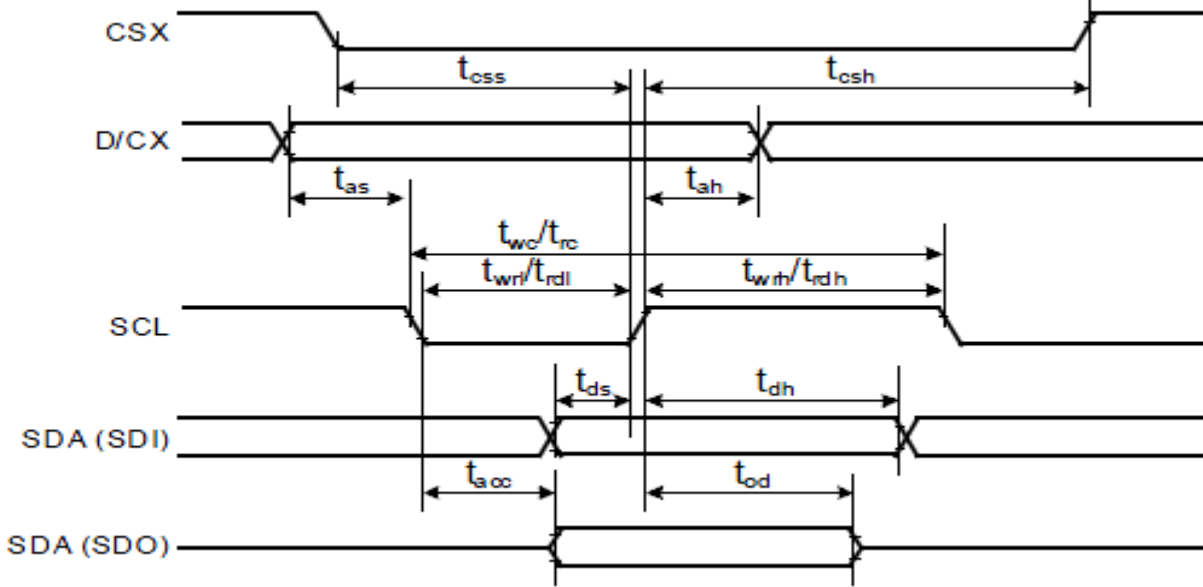 CSX
tcss
tcsh
D/CX
tas
tah
twc/trc
twrl/trdl
twrh/trdh
SCL
tds
tdh
SDA (SDI)
tacc
tod
SDA (SDO)